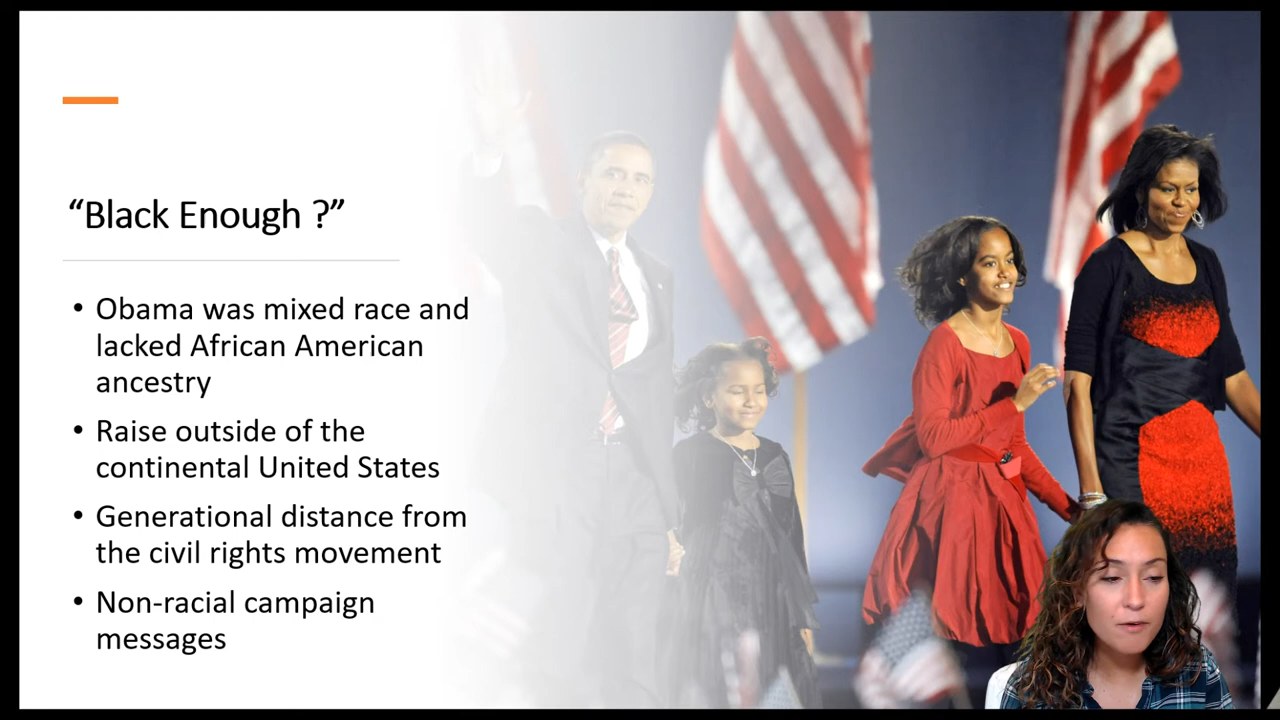 “Black Enough ?”
• Obama was mixed race and
lacked African American
ancestry
• Raise outside of the
continental United States
• Generational distance from
the civil rights movement
• Non-racial campaign
messages